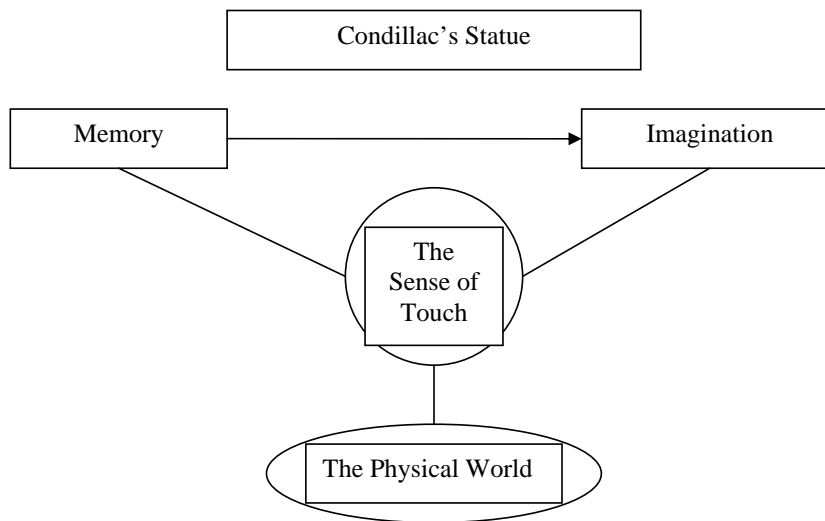 Condillac’s Statue
Memory
Imagination
The
Sense of
Touch
The Physical World